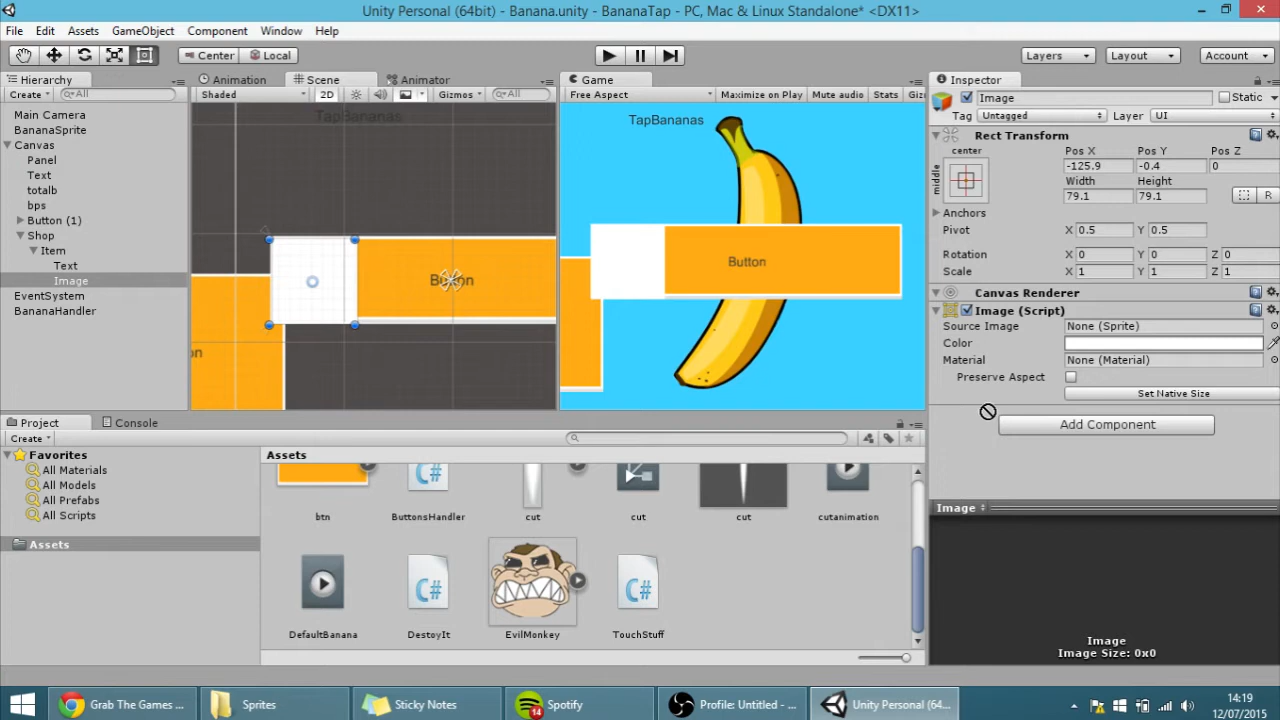 Unity Personal (64bit) - Banana.unity - BananaTap - PC, Mac & Linux Standalone* <DX11>
File Edit Assets GameObject Component Window Help
Center Local Layers Layout Account
Hierarchy
Create All
Main Camera
BananaSprite
Canvas
Panel
Text
totalb
bps
Button (1)
Shop
Item
Text
Image
EventSystem
BananaHandler
Animation Scene Animator
Shaded 2D Gizmos All
TapBananas
Button
on
Game
Free Aspect Maximize on Play Mute audio Stats Giz
TapBananas
Button
Inspector
Image Static
Tag Untagged Layer UI
Rect Transform
center Pos X Pos Y Pos Z
middle -125.9 -0.4 0
Width Height
79.1 79.1 R
Anchors
Pivot X 0.5 Y 0.5
Rotation X 0 Y 0 Z 0
Scale X 1 Y 1 Z 1
Canvas Renderer
Image (Script)
Source Image None (Sprite)
Color
Material None (Material)
Preserve Aspect
Set Native Size
Add Component
Image
Image
Image Size: 0x0
Project Console
Create
Favorites
All Materials
All Models
All Prefabs
All Scripts
Assets
Assets
btn ButtonsHandler cut cut cut cutanimation
C#
DefaultBanana DestoyIt EvilMonkey TouchStuff
C# C#
Grab The Games ... Sprites Sticky Notes Spotify 14 Profile: Untitled - ... Unity Personal (64...
14:19
12/07/2015